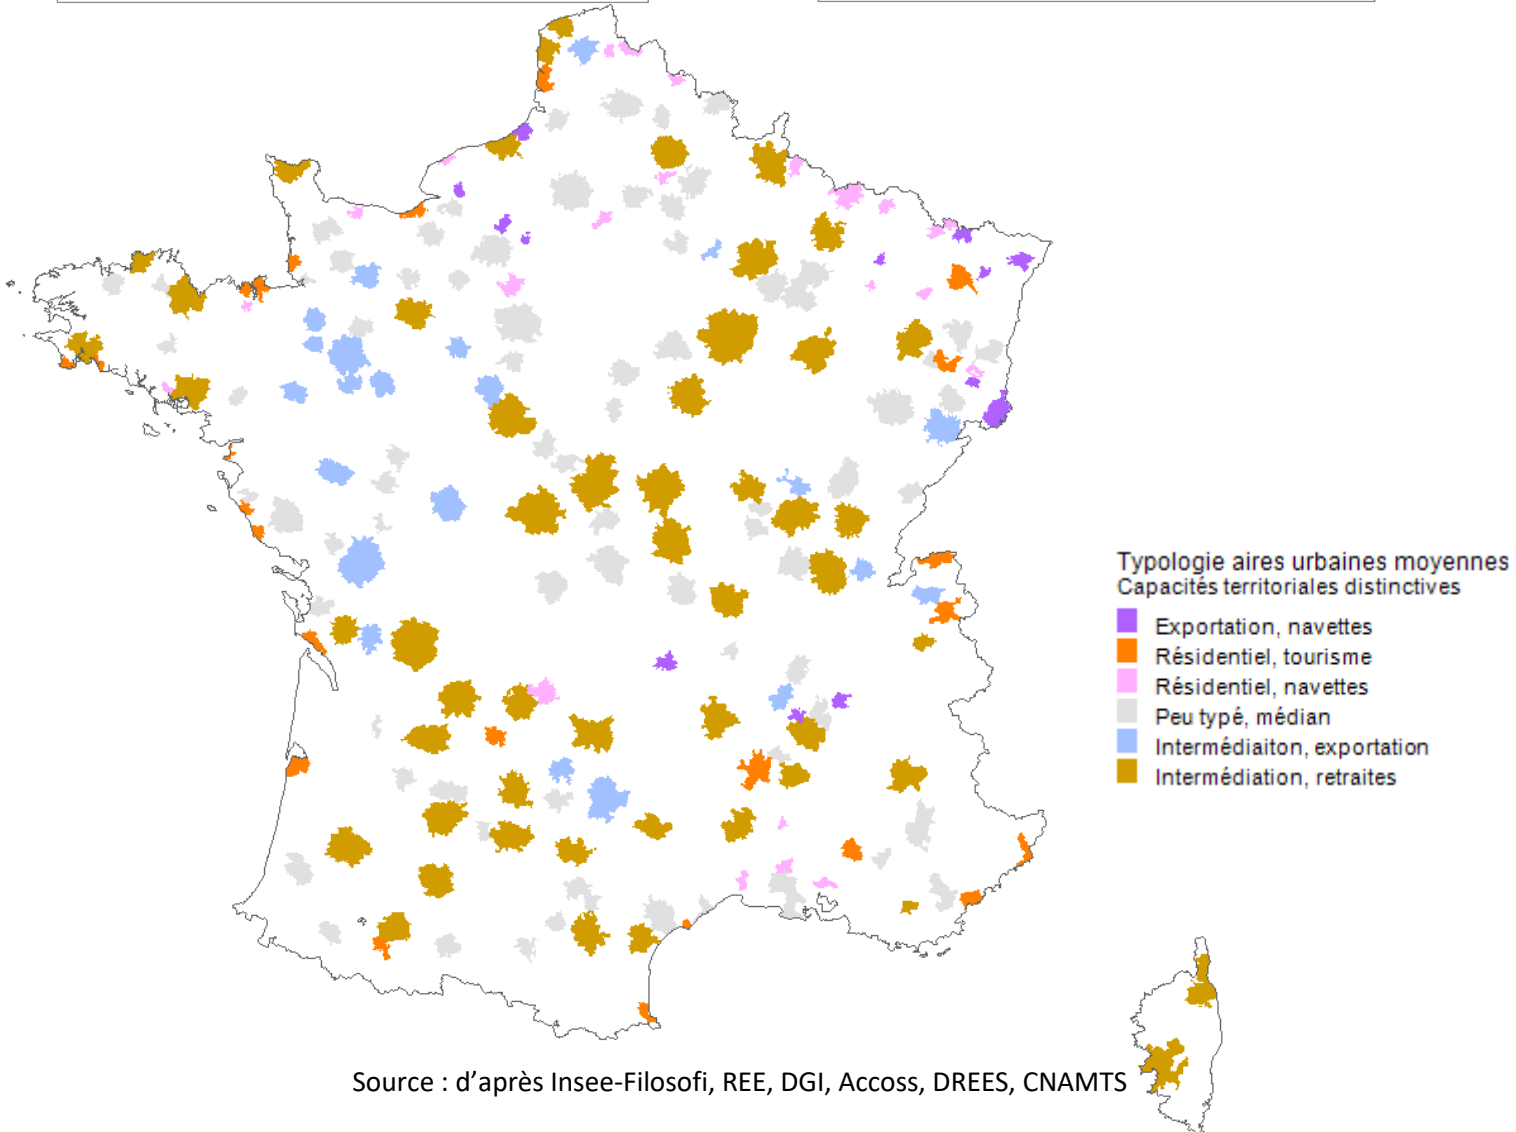 Typologie aires urbaines moyennes
Capacités territoriales distinctives
Exportation, navettes
Résidentiel, tourisme
Résidentiel, navettes
Peu typé, médian
Intermédiaiton, exportation
Intermédiation, retraites
Source : d’après Insee-Filosofi, REE, DGI, Accoss, DREES, CNAMTS